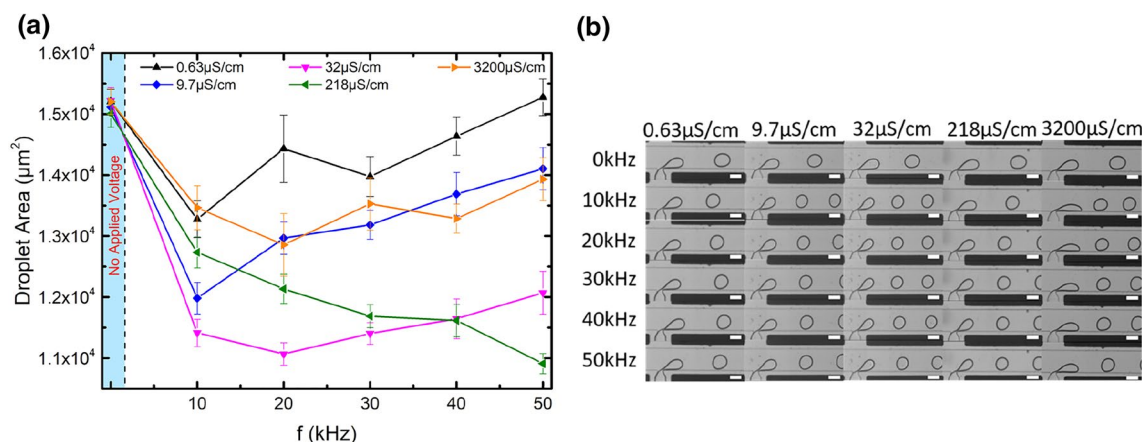 (a)
1.6x10⁴
1.5x10⁴
1.4x10⁴
1.3x10⁴
1.2x10⁴
1.1x10⁴
Droplet Area (μm²)
No Applied Voltage
0.63μS/cm
32μS/cm
3200μS/cm
9.7μS/cm
218μS/cm
10
20
30
40
50
f (kHz)
(b)
0.63μS/cm 9.7μS/cm 32μS/cm 218μS/cm 3200μS/cm
0kHz
10kHz
20kHz
30kHz
40kHz
50kHz